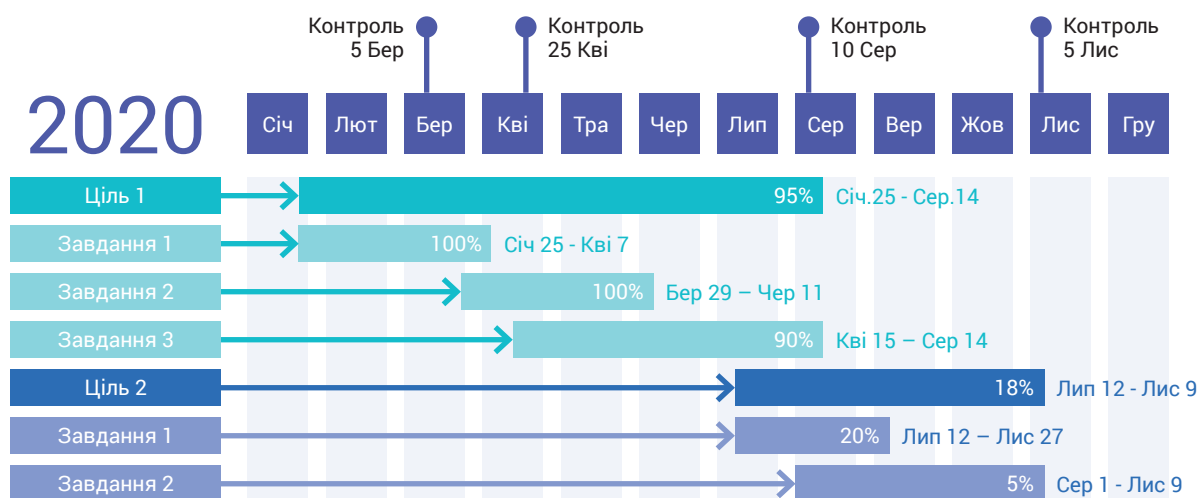 Контроль
5 Бер
Контроль
25 Кві
Контроль
10 Сер
Контроль
5 Лис
2020
Січ Лют Бер Кві Тра Чер Лип Сер Вер Жов Лис Гру
Ціль 1 95% Січ.25 - Сер.14
Завдання 1 100% Січ 25 - Кві 7
Завдання 2 100% Бер 29 – Чер 11
Завдання 3 90% Кві 15 – Сер 14
Ціль 2 18% Лип 12 - Лис 9
Завдання 1 20% Лип 12 – Лис 27
Завдання 2 5% Сер 1 - Лис 9